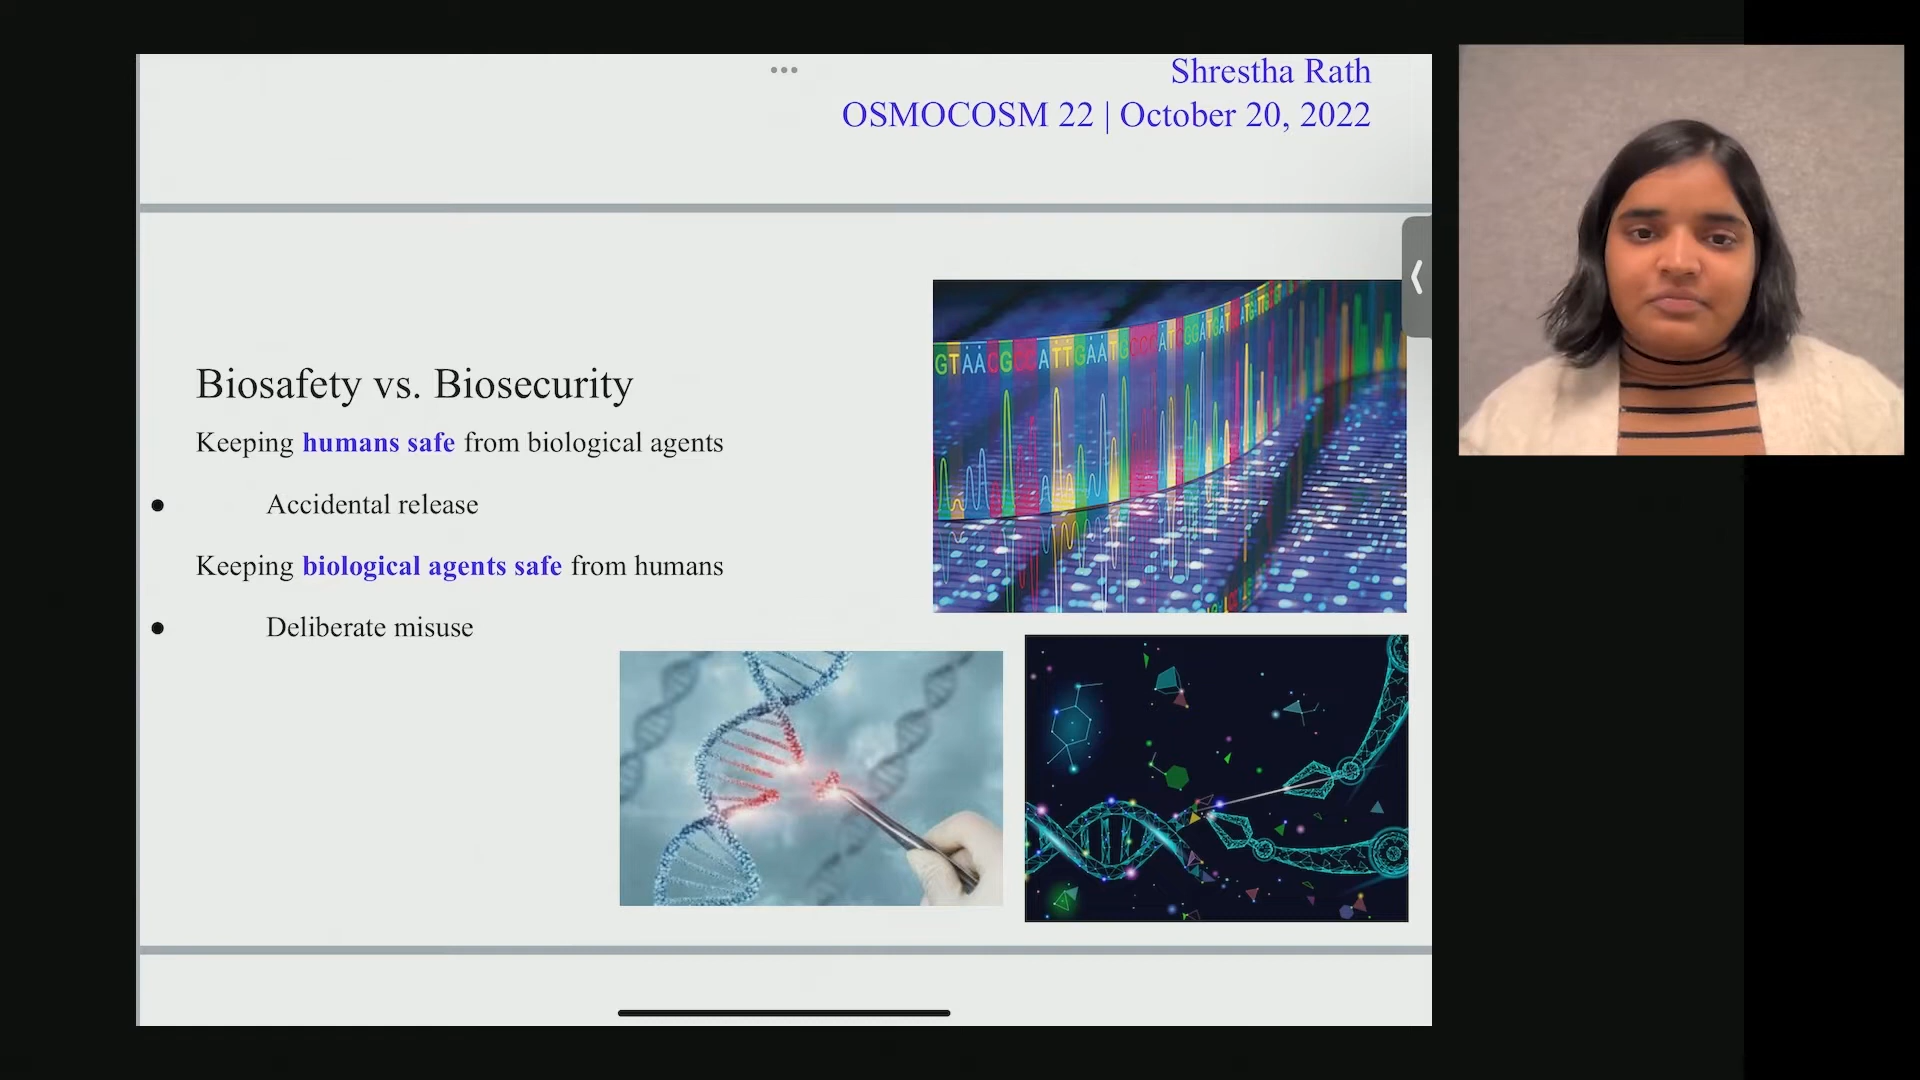 Shrestha Rath
OSMOCOSM 22 | October 20, 2022
Biosafety vs. Biosecurity
Keeping humans safe from biological agents
● Accidental release
Keeping biological agents safe from humans
● Deliberate misuse